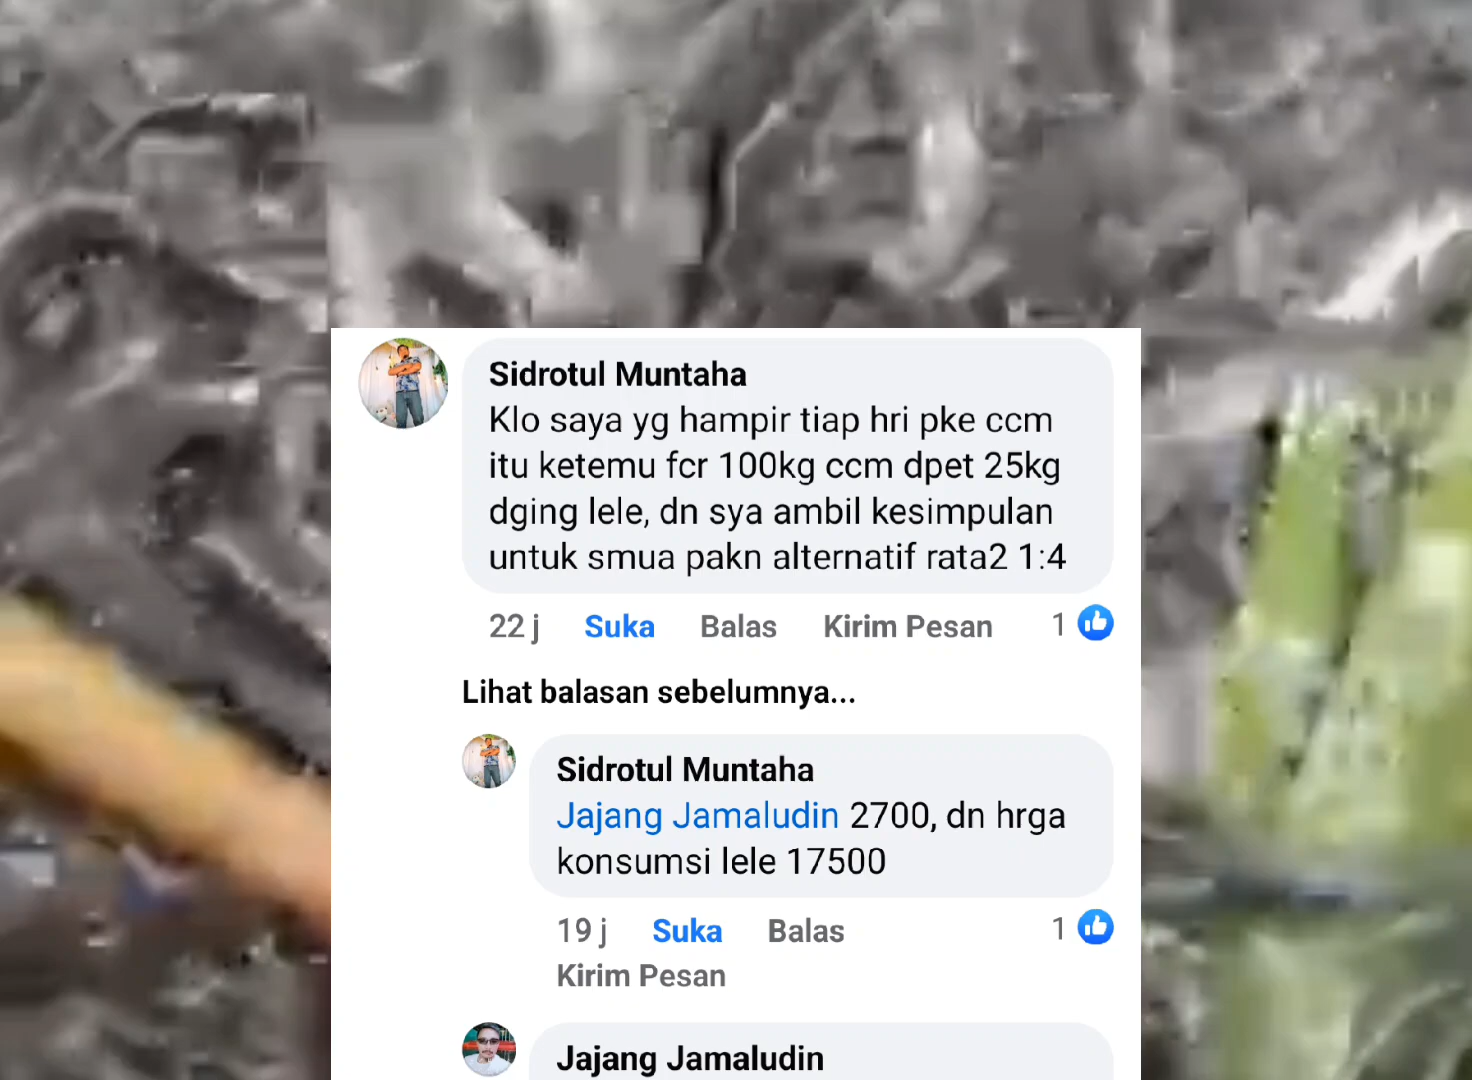 Sidrotul Muntaha
Klo saya yg hampir tiap hri pke ccm
itu ketemu fcr 100kg ccm dpet 25kg
dging lele, dn sya ambil kesimpulan
untuk smua pakn alternatif rata2 1:4
22 j Suka Balas Kirim Pesan 1
Lihat balasan sebelumnya...
Sidrotul Muntaha
Jajang Jamaludin 2700, dn hrga
konsumsi lele 17500
19 j Suka Balas 1
Kirim Pesan
Jajang Jamaludin